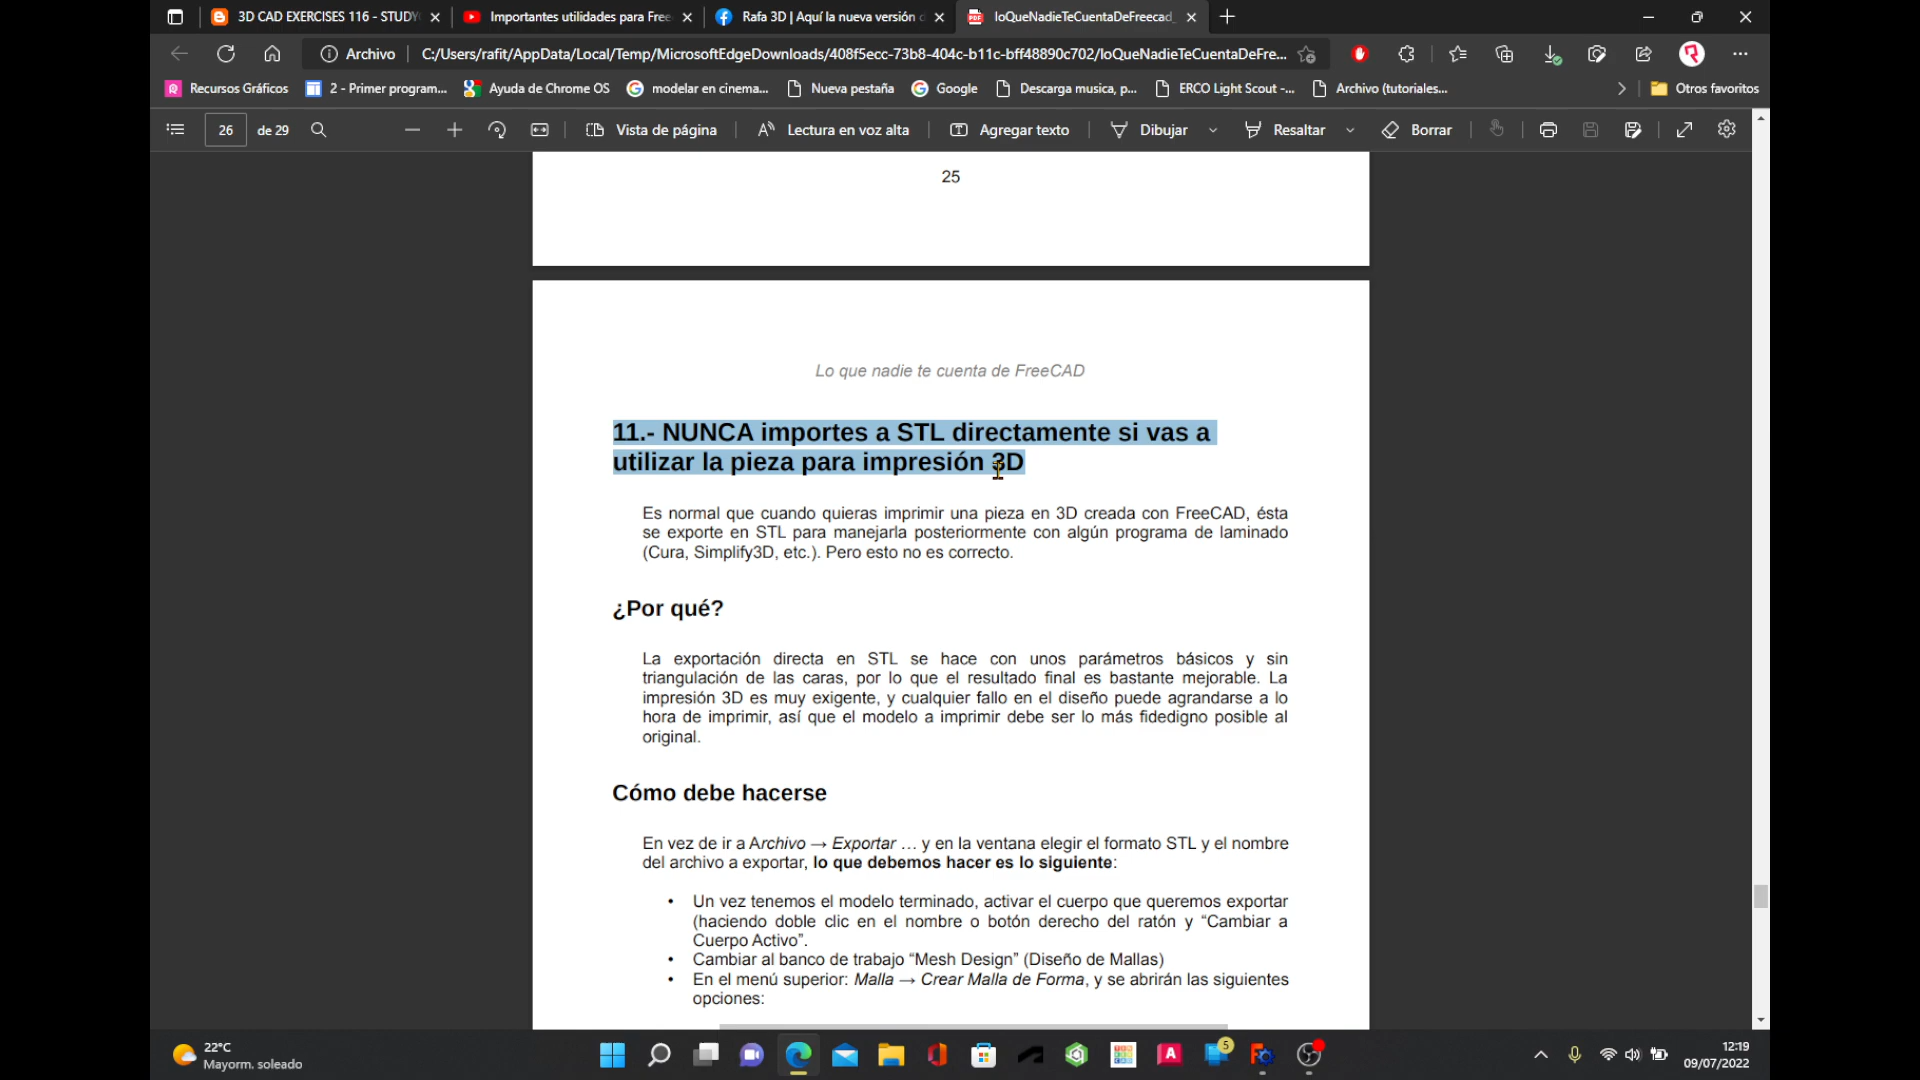 3D CAD EXERCISES 116 - STUDY
Importantes utilidades para Free
Rafa 3D | Aquí la nueva versión
loQueNadieTeCuentaDeFreecad_
Archivo
C:/Users/rafit/AppData/Local/Temp/MicrosoftEdgeDownloads/408f5ecc-73b8-404c-b11c-bff48890c702/loQueNadieTeCuentaDeFre...
Recursos Gráficos
2 - Primer program...
Ayuda de Chrome OS
modelar en cinema...
Nueva pestaña
Google
Descarga musica, p...
ERCO Light Scout -...
Archivo (tutoriales...
Otros favoritos
26 de 29
Vista de página
Lectura en voz alta
Agregar texto
Dibujar
Resaltar
Borrar
25
Lo que nadie te cuenta de FreeCAD
11.- NUNCA importes a STL directamente si vas a
utilizar la pieza para impresión 3D
Es normal que cuando quieras imprimir una pieza en 3D creada con FreeCAD, ésta
se exporte en STL para manejarla posteriormente con algún programa de laminado
(Cura, Simplify3D, etc.). Pero esto no es correcto.
¿Por qué?
La exportación directa en STL se hace con unos parámetros básicos y sin
triangulación de las caras, por lo que el resultado final es bastante mejorable. La
impresión 3D es muy exigente, y cualquier fallo en el diseño puede agrandarse a lo
hora de imprimir, así que el modelo a imprimir debe ser lo más fidedigno posible al
original.
Cómo debe hacerse
En vez de ir a Archivo → Exportar ... y en la ventana elegir el formato STL y el nombre
del archivo a exportar, lo que debemos hacer es lo siguiente:
• Un vez tenemos el modelo terminado, activar el cuerpo que queremos exportar
(haciendo doble clic en el nombre o botón derecho del ratón y “Cambiar a
Cuerpo Activo”.
• Cambiar al banco de trabajo “Mesh Design” (Diseño de Mallas)
• En el menú superior: Malla → Crear Malla de Forma, y se abrirán las siguientes
opciones:
22°C
Mayorm. soleado
5
12:19
09/07/2022